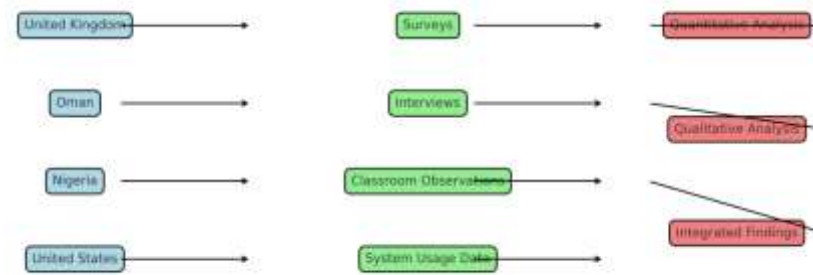 United Kingdom
Surveys
Quantitative Analysis
Oman
Interviews
Qualitative Analysis
Nigeria
Classroom Observations
Integrated Findings
United States
System Usage Data